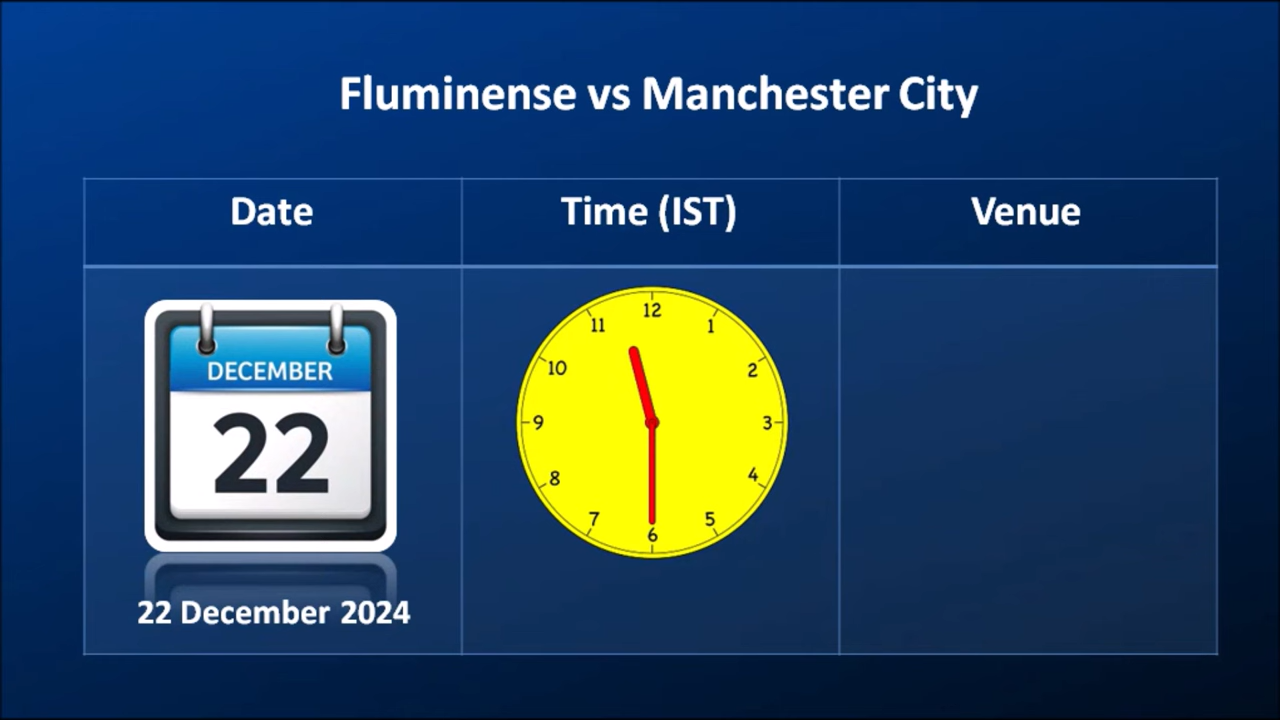 Fluminense vs Manchester City
Date
Time (IST)
Venue
DECEMBER
22
22 December 2024
12
1
2
3
4
5
6
7
8
9
10
11